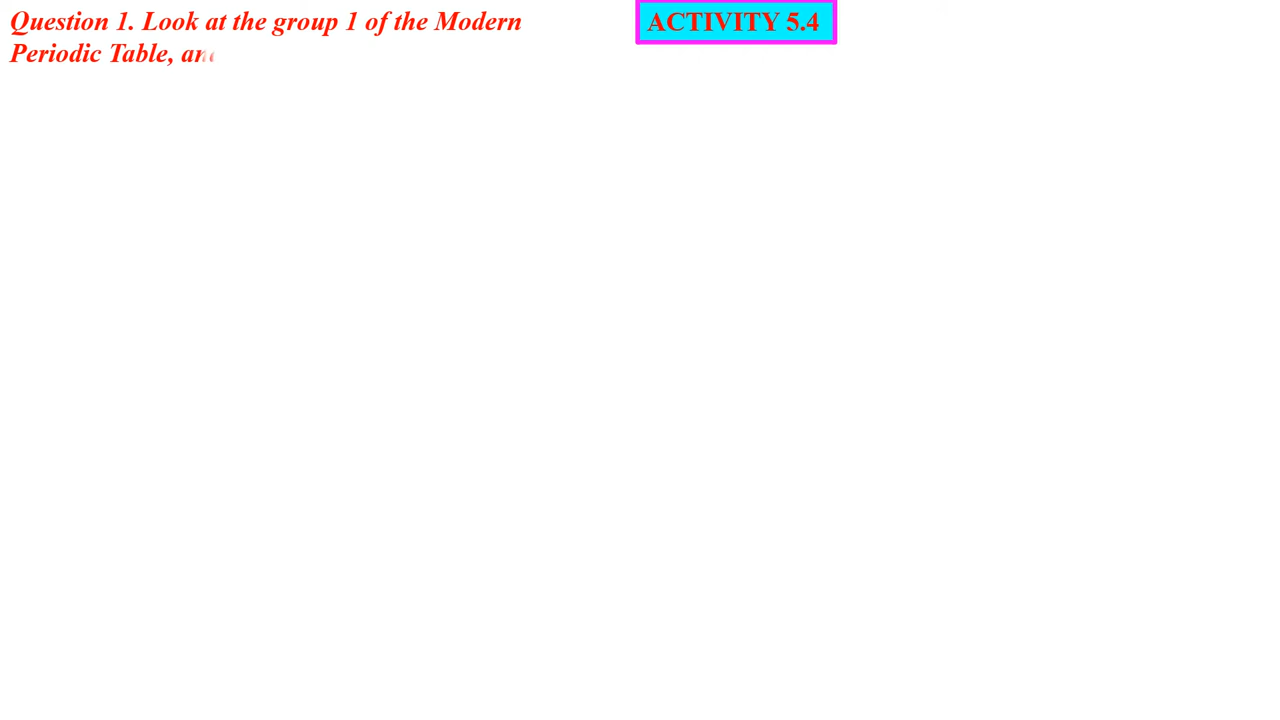 Question 1. Look at the group 1 of the Modern
Periodic Table, and
ACTIVITY 5.4